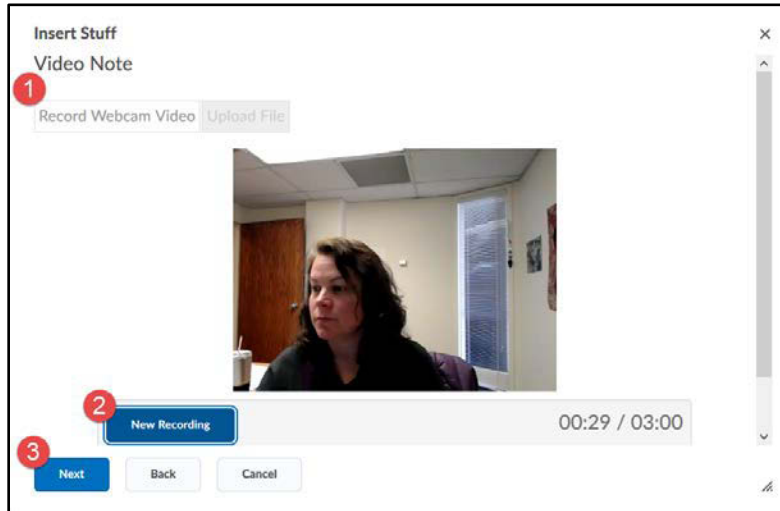 Insert Stuff
Video Note
1
Record Webcam Video Upload File
2
New Recording 00:29 / 03:00
3
Next Back Cancel